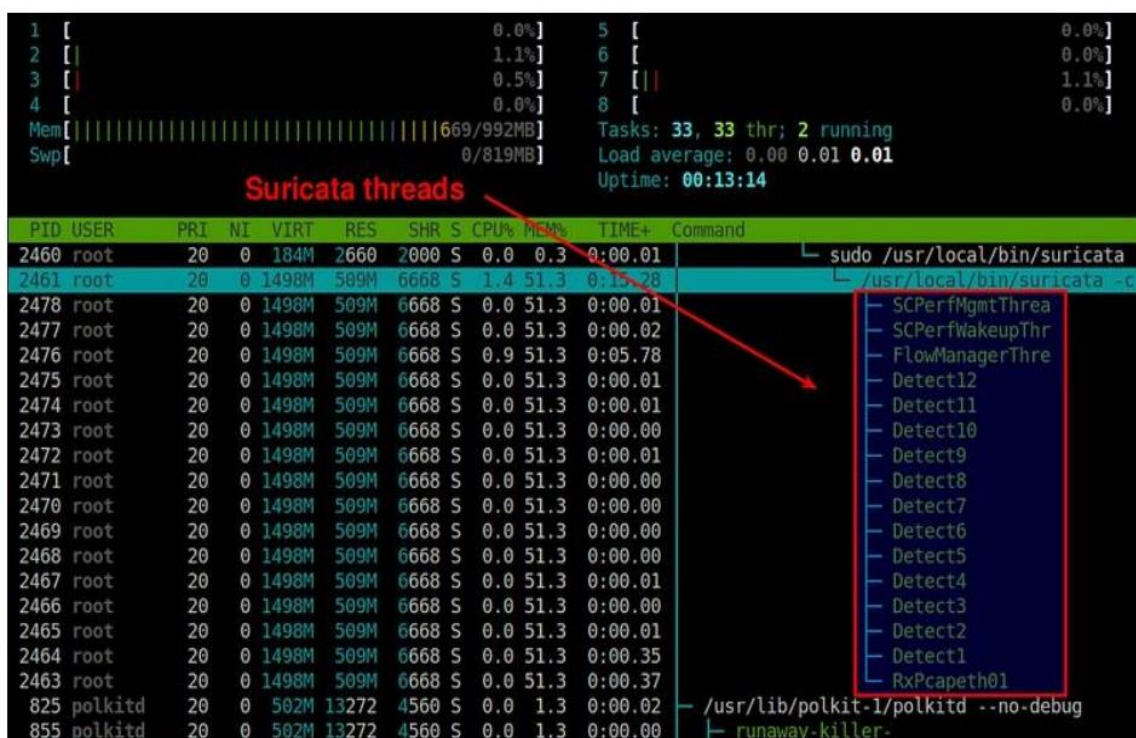 1 [ 0.0%] 5 [ 0.0%]
2 [| 1.1%] 6 [ 0.0%]
3 [| 0.5%] 7 [|| 1.1%]
4 [ 0.0%] 8 [ 0.0%]
Mem[||||||||||||||||||||||||||||||||||||669/992MB] Tasks: 33, 33 thr; 2 running
Swp[ 0/819MB] Load average: 0.00 0.01 0.01
Uptime: 00:13:14
Suricata threads
PID USER PRI NI VIRT RES SHR S CPU% MEM% TIME+ Command
2460 root 20 0 184M 2660 2000 S 0.0 0.3 0:00.01 sudo /usr/local/bin/suricata
2461 root 20 0 1498M 509M 6668 S 1.4 51.3 0:15.28 /usr/local/bin/suricata -c
2478 root 20 0 1498M 509M 6668 S 0.0 51.3 0:00.01 SCPerfMgmtThrea
2477 root 20 0 1498M 509M 6668 S 0.0 51.3 0:00.02 SCPerfWakeupThr
2476 root 20 0 1498M 509M 6668 S 0.9 51.3 0:05.78 FlowManagerThre
2475 root 20 0 1498M 509M 6668 S 0.0 51.3 0:00.01 Detect12
2474 root 20 0 1498M 509M 6668 S 0.0 51.3 0:00.01 Detect11
2473 root 20 0 1498M 509M 6668 S 0.0 51.3 0:00.00 Detect10
2472 root 20 0 1498M 509M 6668 S 0.0 51.3 0:00.00 Detect9
2471 root 20 0 1498M 509M 6668 S 0.0 51.3 0:00.01 Detect8
2470 root 20 0 1498M 509M 6668 S 0.0 51.3 0:00.00 Detect7
2469 root 20 0 1498M 509M 6668 S 0.0 51.3 0:00.00 Detect6
2468 root 20 0 1498M 509M 6668 S 0.0 51.3 0:00.00 Detect5
2467 root 20 0 1498M 509M 6668 S 0.0 51.3 0:00.01 Detect4
2466 root 20 0 1498M 509M 6668 S 0.0 51.3 0:00.00 Detect3
2465 root 20 0 1498M 509M 6668 S 0.0 51.3 0:00.01 Detect2
2464 root 20 0 1498M 509M 6668 S 0.0 51.3 0:00.35 Detect1
2463 root 20 0 1498M 509M 6668 S 0.0 51.3 0:00.37 RxPcapeth01
825 polkitd 20 0 502M 13272 4560 S 0.0 1.3 0:00.02 /usr/lib/polkit-1/polkitd --no-debug
855 polkitd 20 0 502M 13272 4560 S 0.0 1.3 0:00.00 runaway-killer-